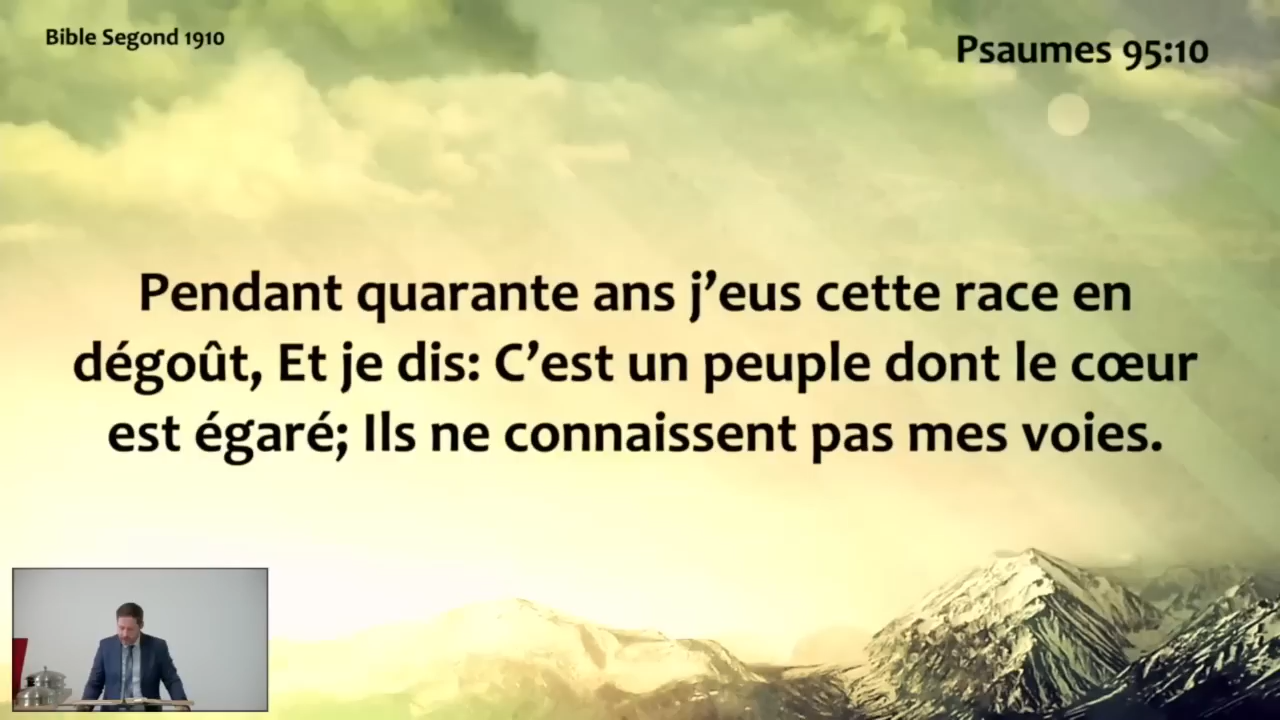 Bible Segond 1910
Psaumes 95:10
Pendant quarante ans j’eus cette race en
dégoût, Et je dis: C’est un peuple dont le cœur
est égaré; Ils ne connaissent pas mes voies.